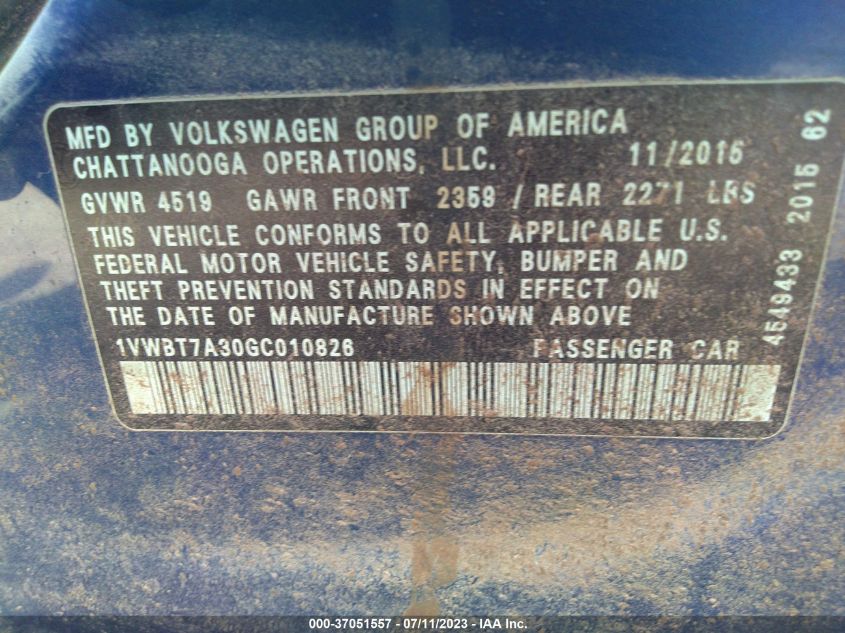 MFD BY VOLKSWAGEN GROUP OF AMERICA
CHATTANOOGA OPERATIONS, LLC. 11/2015
GVWR 4519 GAWR FRONT 2359 / REAR 2271 LBS
THIS VEHICLE CONFORMS TO ALL APPLICABLE U.S.
FEDERAL MOTOR VEHICLE SAFETY, BUMPER AND
THEFT PREVENTION STANDARDS IN EFFECT ON
THE DATE OF MANUFACTURE SHOWN ABOVE
1VWBT7A30GC010826 PASSENGER CAR
4549433 2015 62
000-37051557 - 07/11/2023 - IAA Inc.